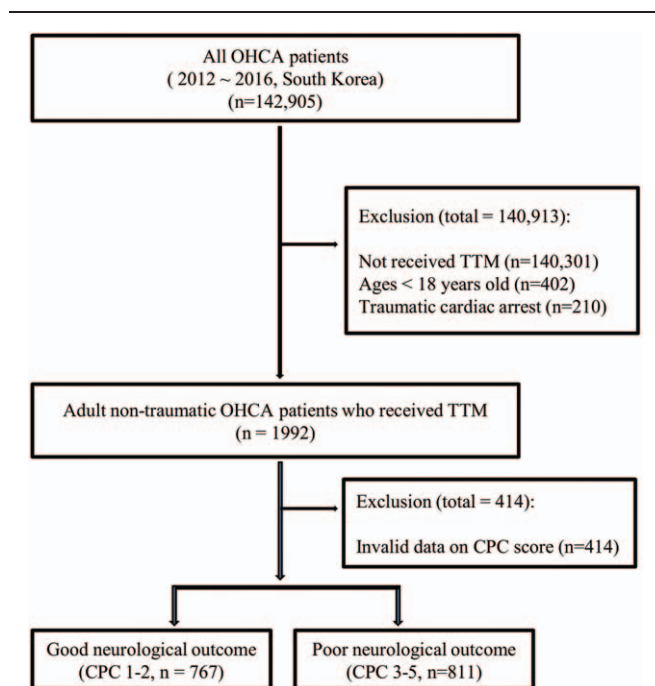 All OHCA patients
( 2012 ~ 2016, South Korea)
(n=142,905)
Exclusion (total = 140,913):
Not received TTM (n=140,301)
Ages < 18 years old (n=402)
Traumatic cardiac arrest (n=210)
Adult non-traumatic OHCA patients who received TTM
(n = 1992)
Exclusion (total = 414):
Invalid data on CPC score (n=414)
Good neurological outcome
(CPC 1-2, n = 767)
Poor neurological outcome
(CPC 3-5, n=811)